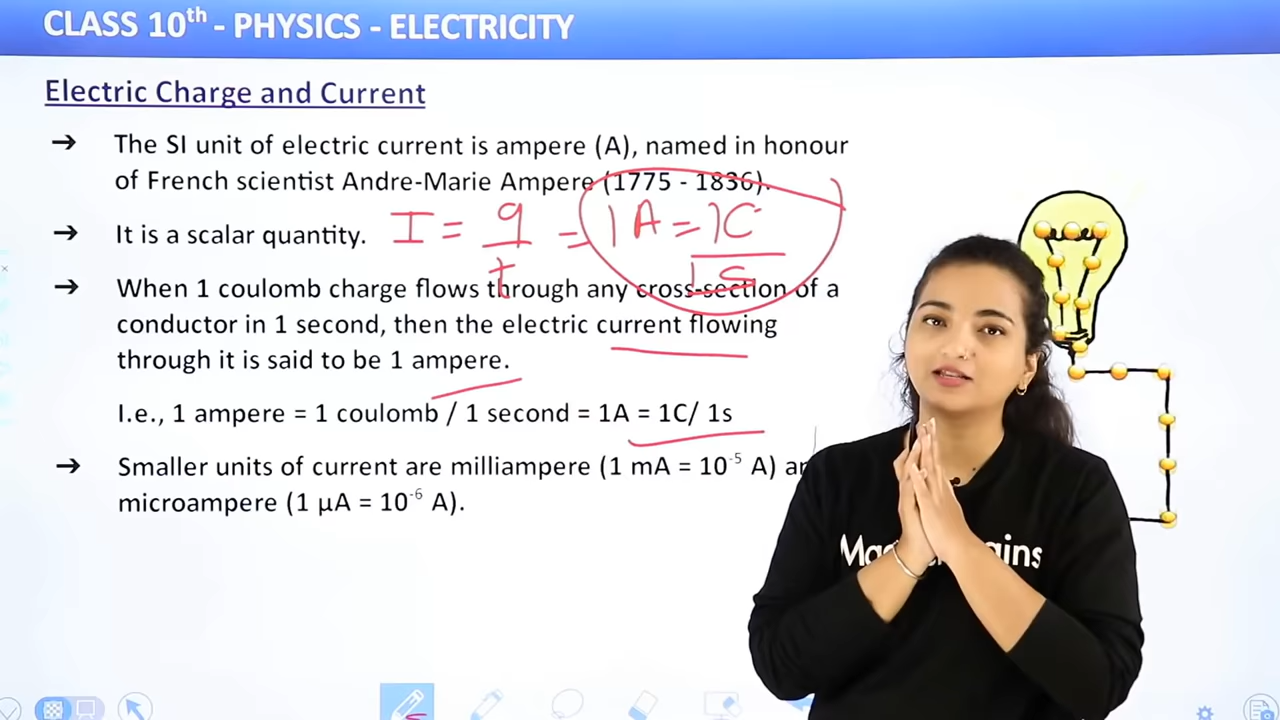 CLASS 10th - PHYSICS - ELECTRICITY
Electric Charge and Current
➔ The SI unit of electric current is ampere (A), named in honour
of French scientist Andre-Marie Ampere (1775 - 1836).
➔ It is a scalar quantity. I = q/t = 1A = 1C/1s
➔ When 1 coulomb charge flows through any cross-section of a
conductor in 1 second, then the electric current flowing
through it is said to be 1 ampere.
I.e., 1 ampere = 1 coulomb / 1 second = 1A = 1C/ 1s
➔ Smaller units of current are milliampere (1 mA = 10⁻⁵ A)
microampere (1 μA = 10⁻⁶ A).